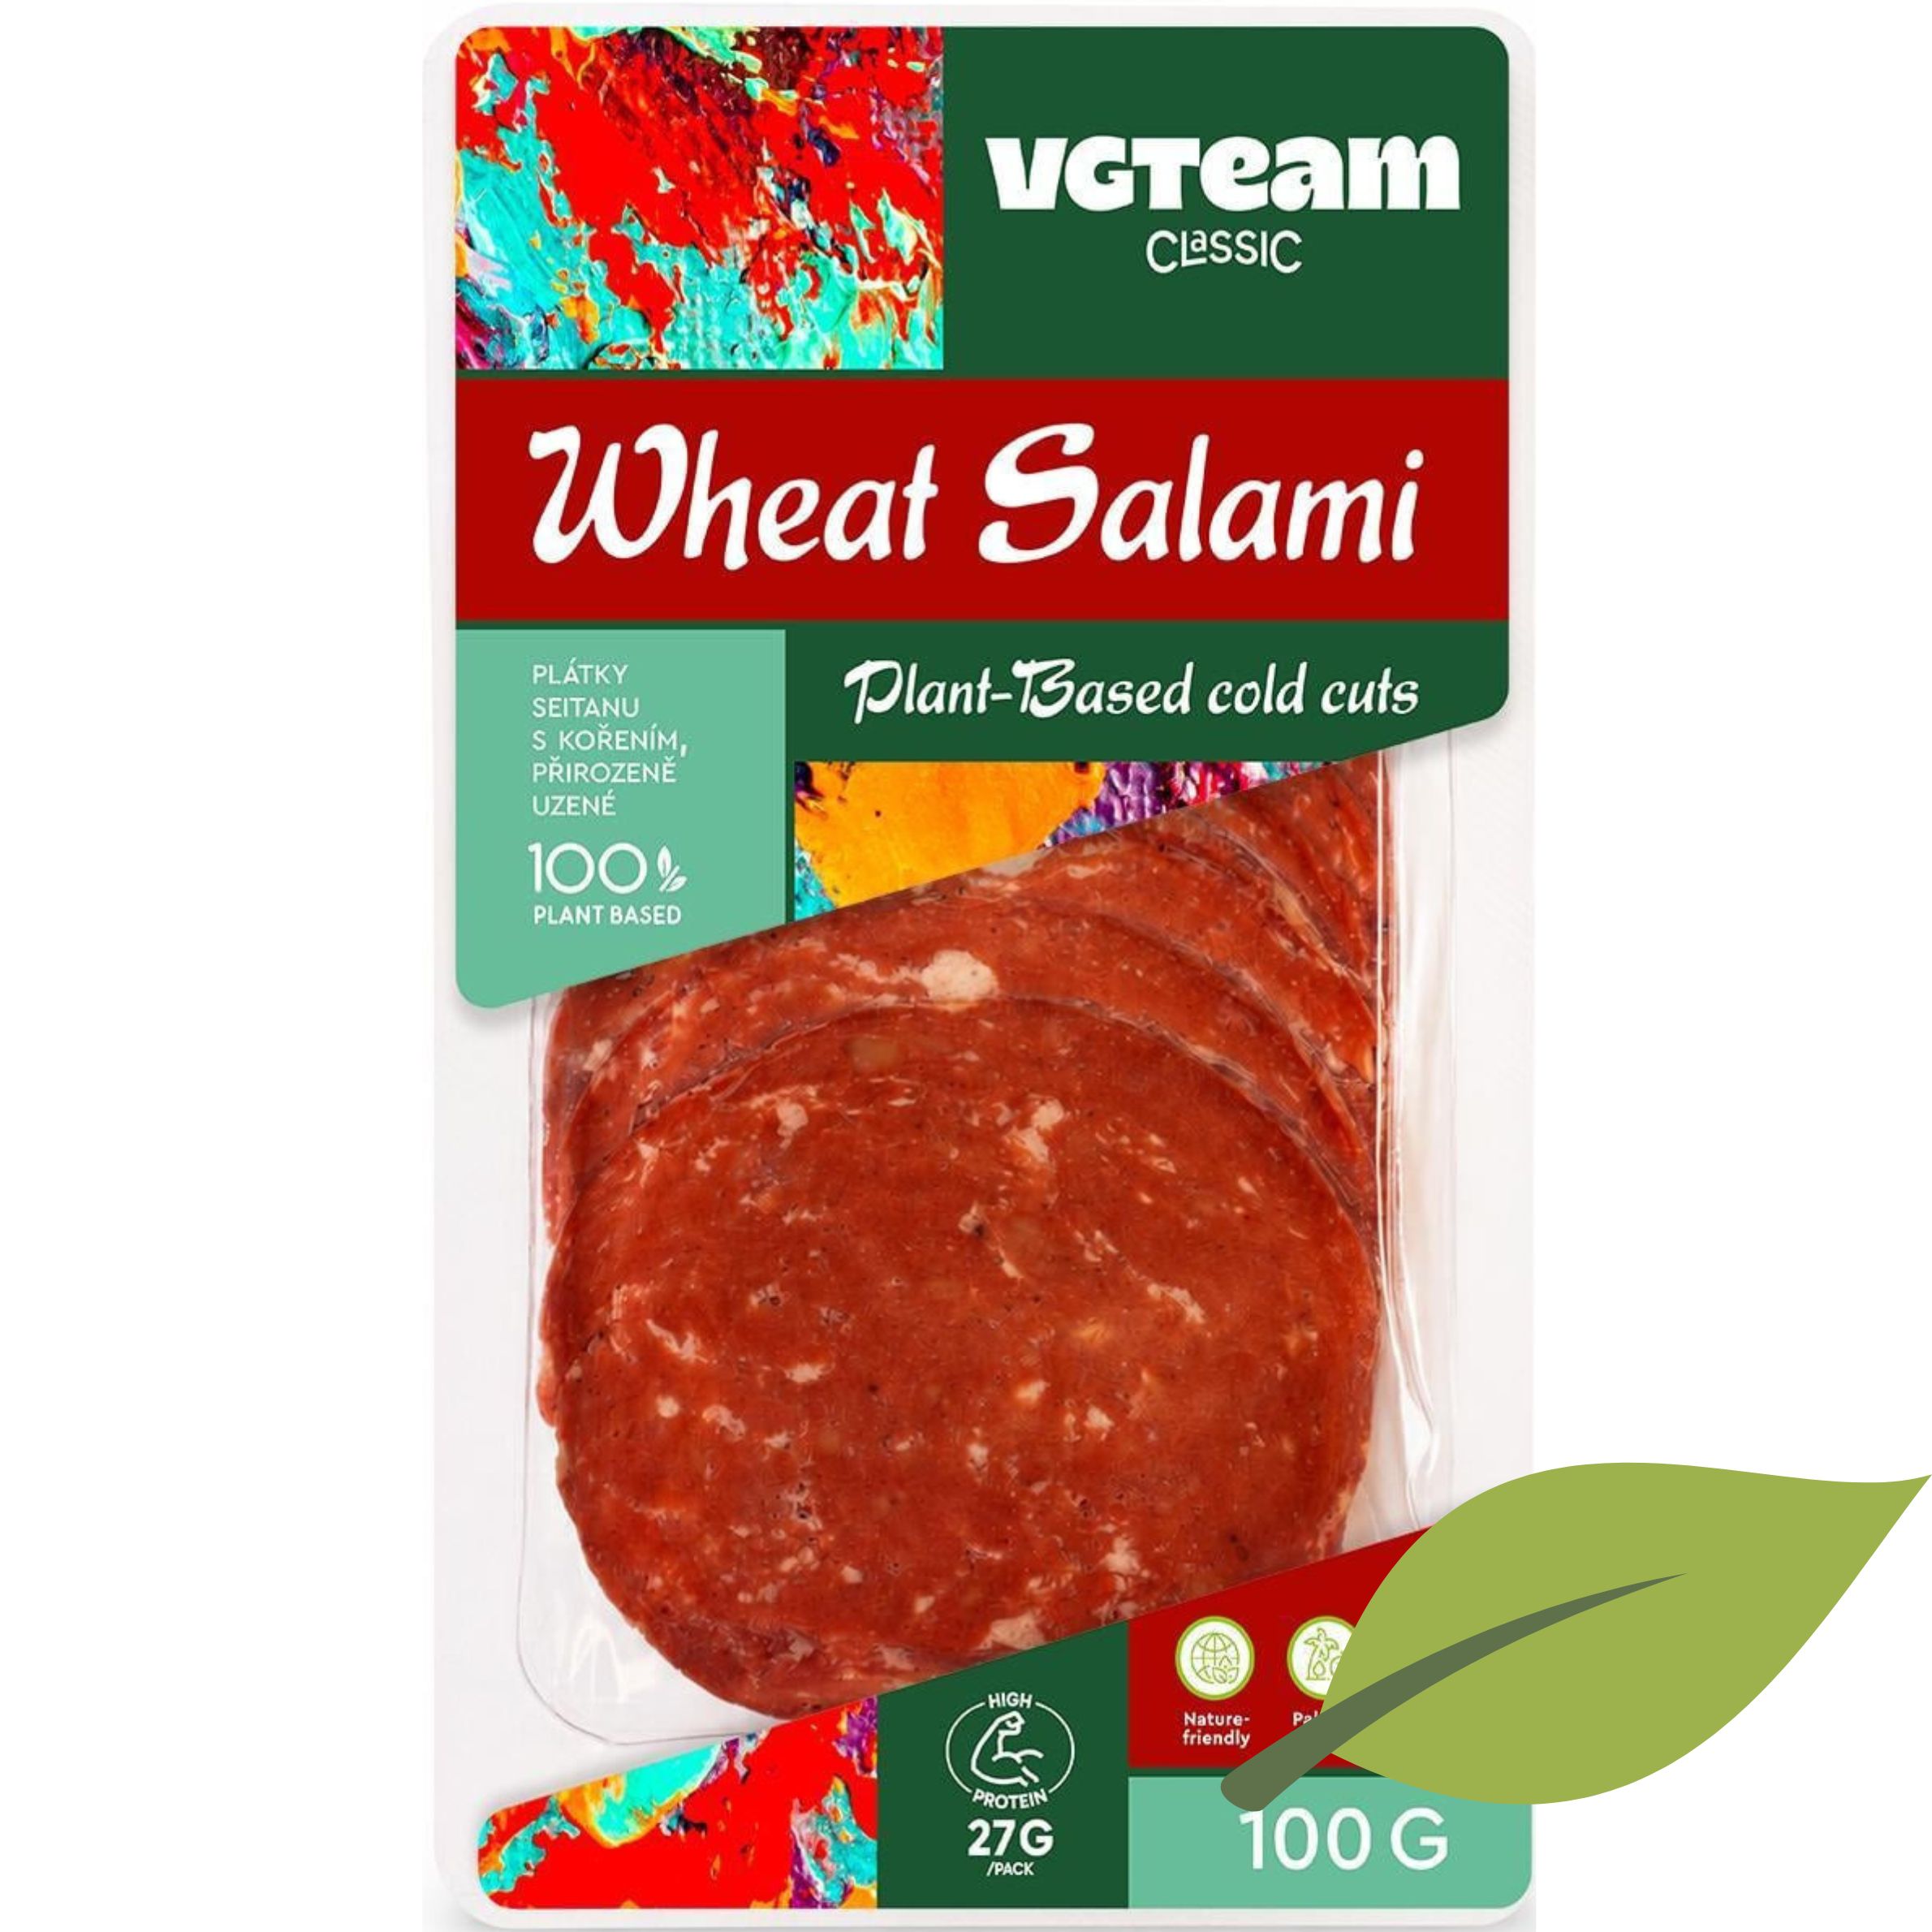 VGTeam
CLaSSIC
Wheat Salami
Plant-Based cold cuts
PLÁTKY
SEITANU
S KOŘENÍM,
PŘIROZENĚ
UZENÉ
100
PLANT BASED
HIGH
PROTEIN
27G
/PACK
Nature-
friendly
100 G